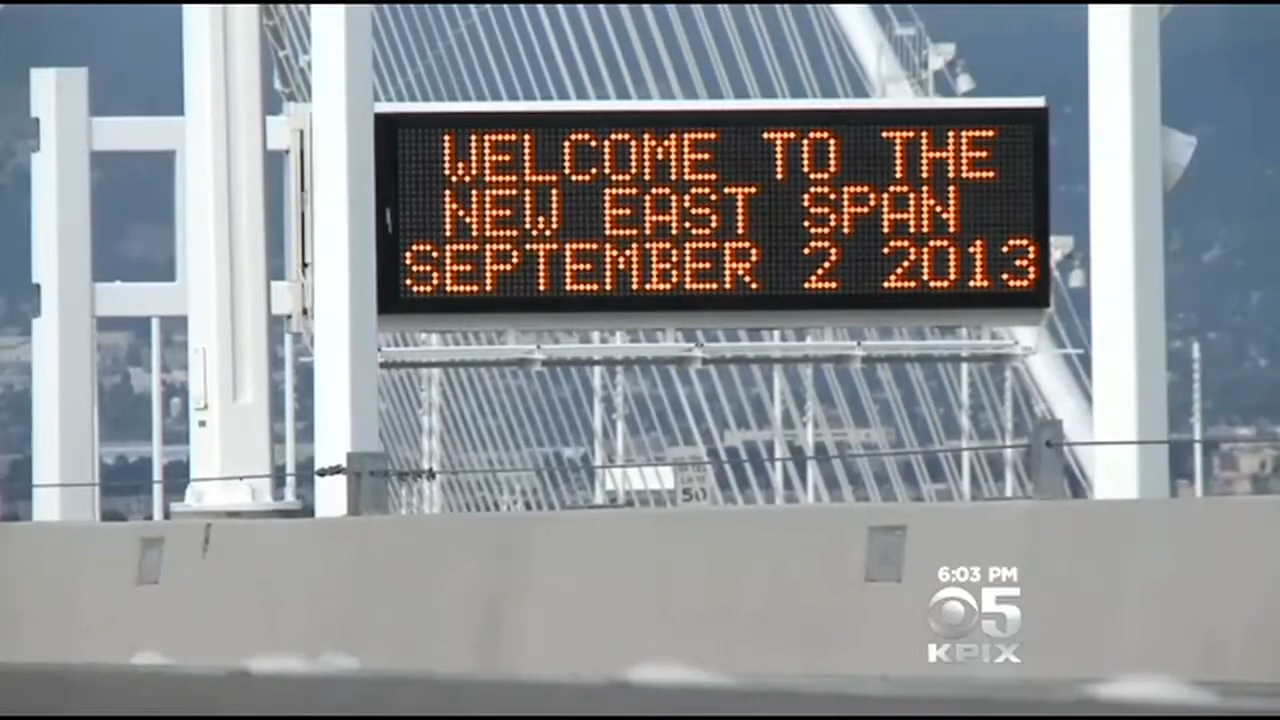 WELCOME TO THE
NEW EAST SPAN
SEPTEMBER 2 2013
50
6:03 PM
5
KPIX